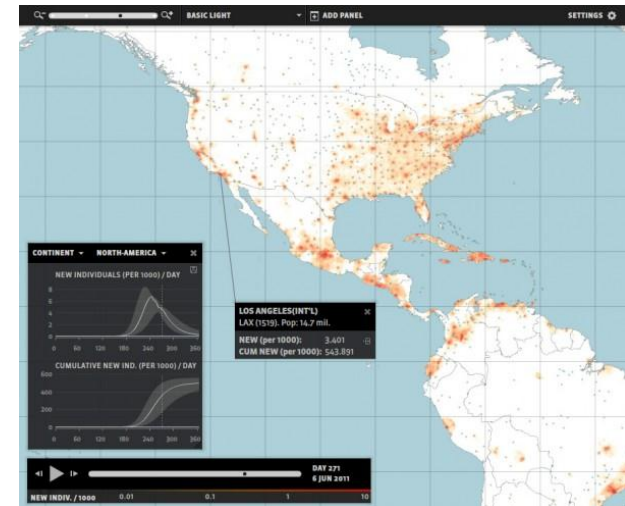 BASIC LIGHT
ADD PANEL
SETTINGS
CONTINENT NORTH-AMERICA
NEW INDIVIDUALS (PER 1000) / DAY
8
6
4
2
0
0 60 120 180 240 300 360
CUMULATIVE NEW IND. (PER 1000) / DAY
600
400
200
0
0 60 120 180 240 300 360
LOS ANGELES(INT'L)
LAX (1519). Pop: 14.7 mil.
NEW (per 1000): 3.401
CUM NEW (per 1000): 543.891
DAY 271
6 JUN 2011
NEW INDIV. / 1000 0.01 0.1 1 10